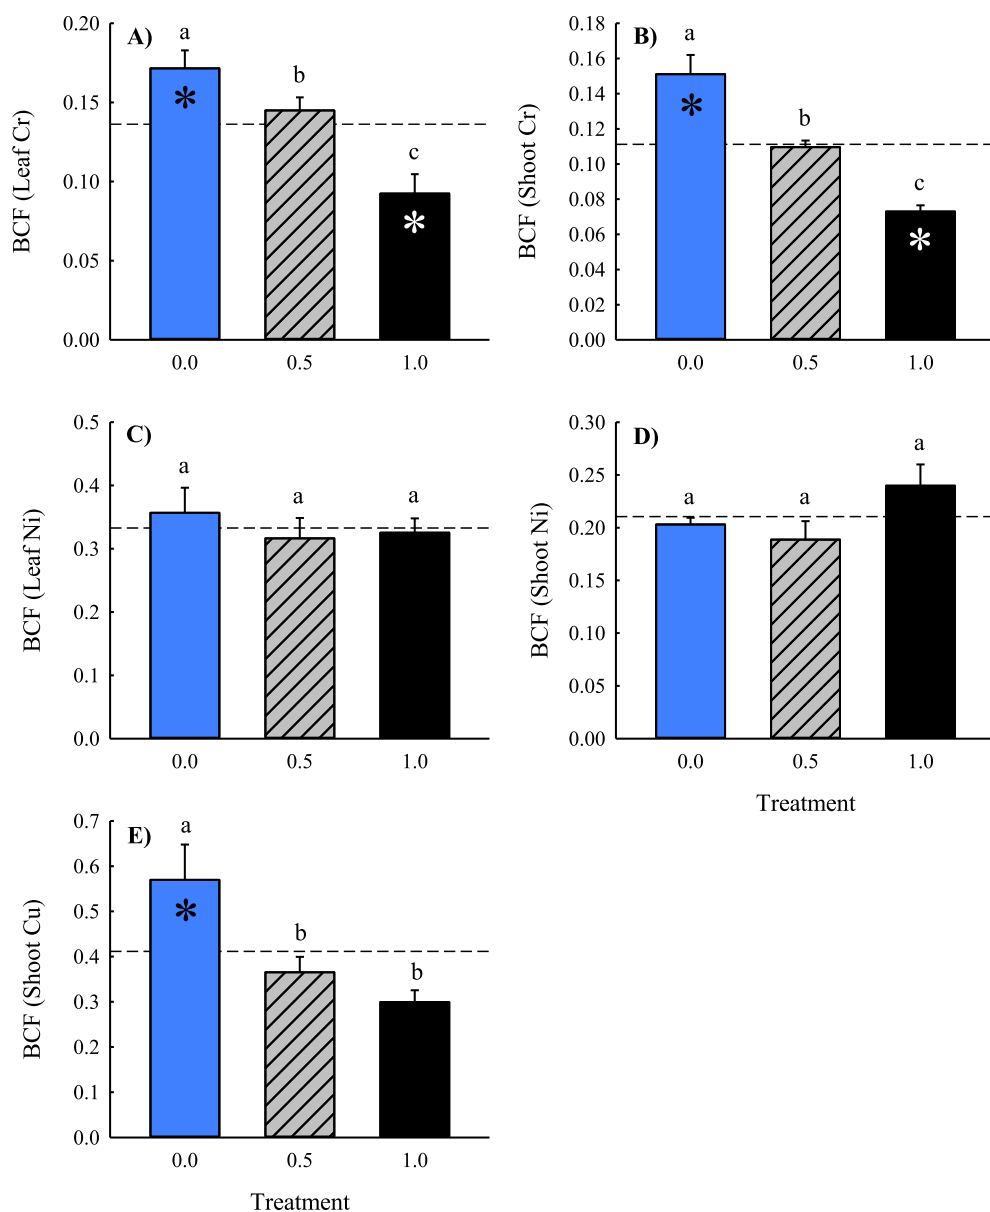 A)
BCF (Leaf Cr)
0.20
0.15
0.10
0.05
0.00
a
b
c
*
*
0.0 0.5 1.0
B)
BCF (Shoot Cr)
0.18
0.16
0.14
0.12
0.10
0.08
0.06
0.04
0.02
0.00
a
b
c
*
*
0.0 0.5 1.0
C)
BCF (Leaf Ni)
0.5
0.4
0.3
0.2
0.1
0.0
a a a
0.0 0.5 1.0
D)
BCF (Shoot Ni)
0.30
0.25
0.20
0.15
0.10
0.05
0.00
a a a
0.0 0.5 1.0
Treatment
E)
BCF (Shoot Cu)
0.7
0.6
0.5
0.4
0.3
0.2
0.1
0.0
a
b
b
*
0.0 0.5 1.0
Treatment